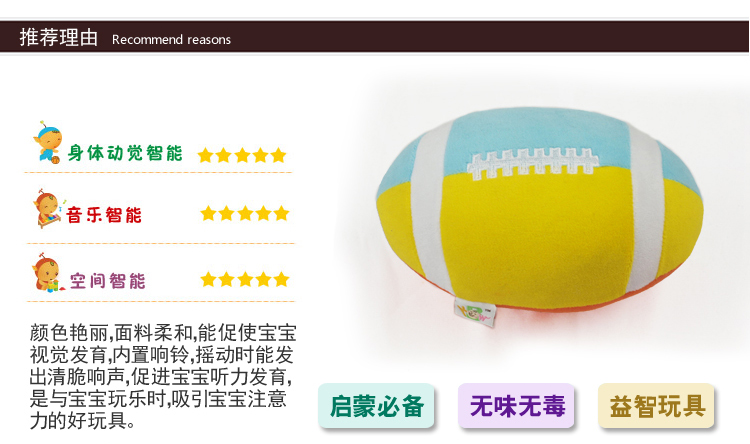 推荐理由 Recommend reasons
身体动觉智能
音乐智能
空间智能
颜色艳丽,面料柔和,能促使宝宝
视觉发育,内置响铃,摇动时能发
出清脆响声,促进宝宝听力发育,
是与宝宝玩乐时,吸引宝宝注意
力的好玩具。
启蒙必备 无味无毒 益智玩具